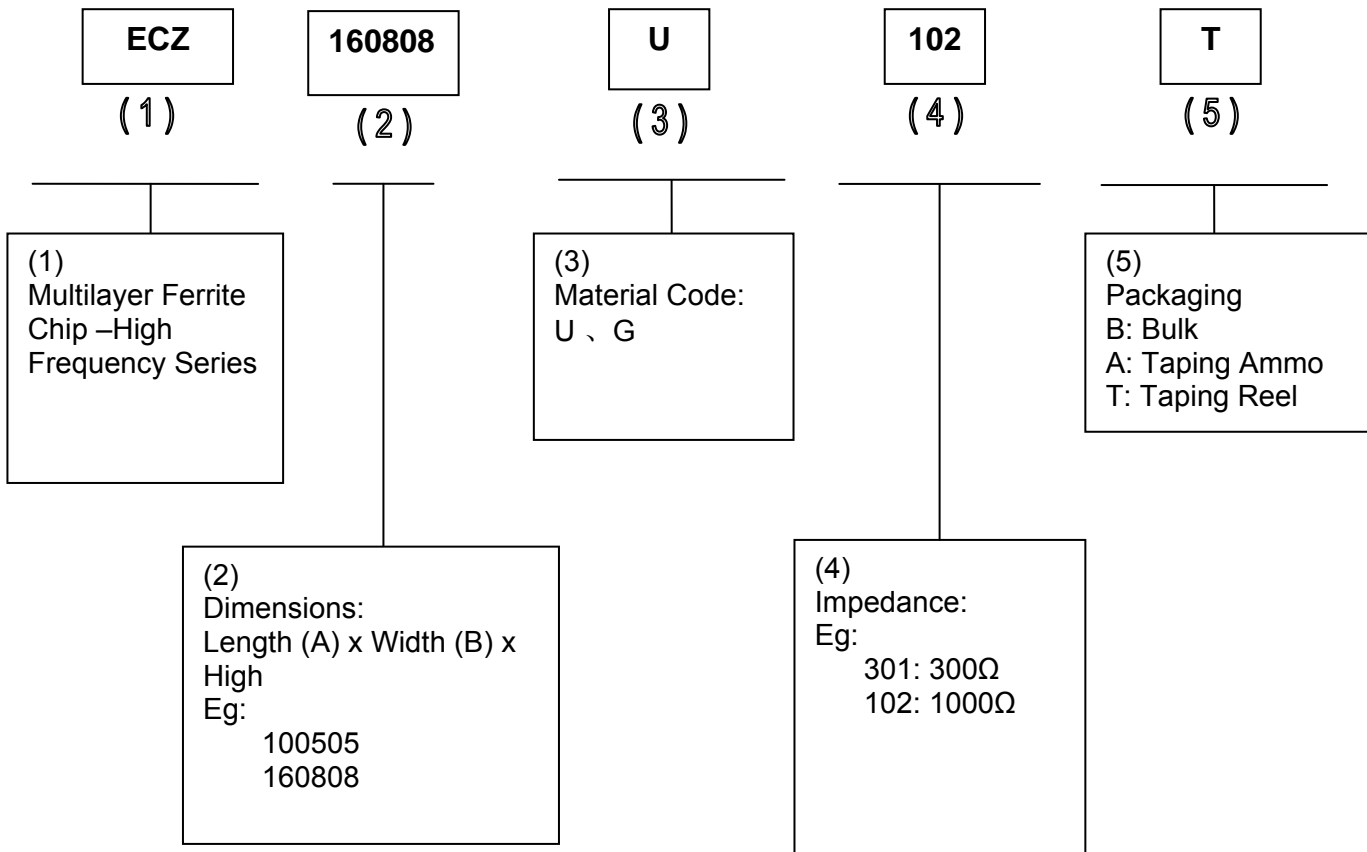 ECZ 160808 U 102 T
(1) (2) (3) (4) (5)
(1)
Multilayer Ferrite
Chip –High
Frequency Series
(3)
Material Code:
U 、G
(5)
Packaging
B: Bulk
A: Taping Ammo
T: Taping Reel
(2)
Dimensions:
Length (A) x Width (B) x
High
Eg:
100505
160808
(4)
Impedance:
Eg:
301: 300Ω
102: 1000Ω